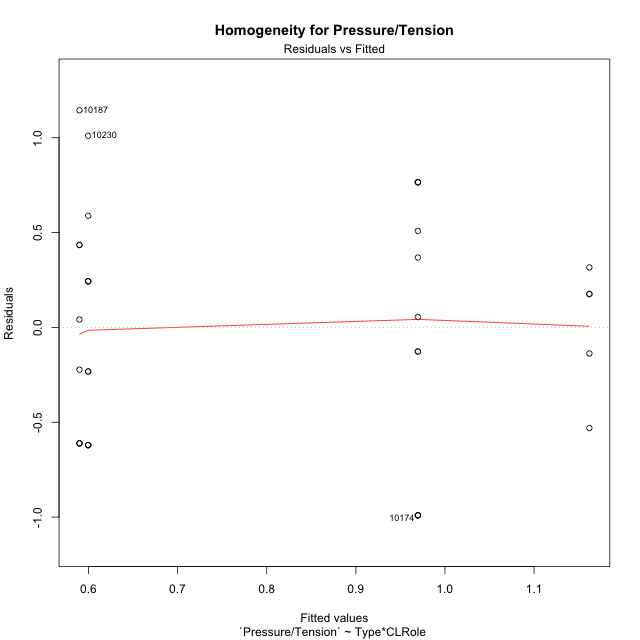 Homogeneity for Pressure/Tension
Residuals vs Fitted
10187
10230
10174
Residuals
1.0
0.5
0.0
-0.5
-1.0
0.6 0.7 0.8 0.9 1.0 1.1
Fitted values
`Pressure/Tension` ~ Type*CLRole